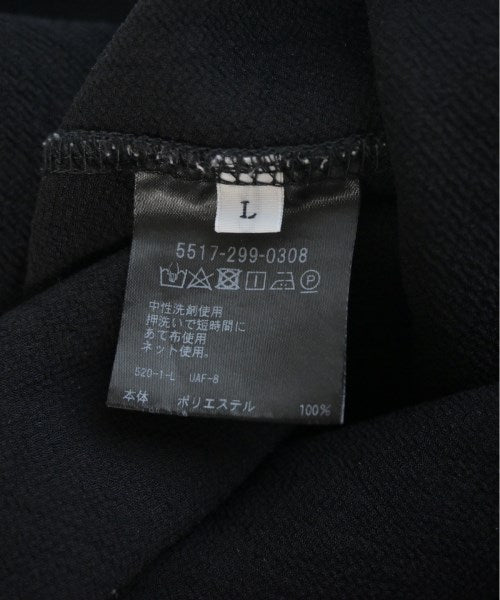 L
5517-299-0308
中性洗剤使用
押洗いで短時間に
あて布使用
ネット使用。
520-1-L UAF-8
本体 ポリエステル 100%